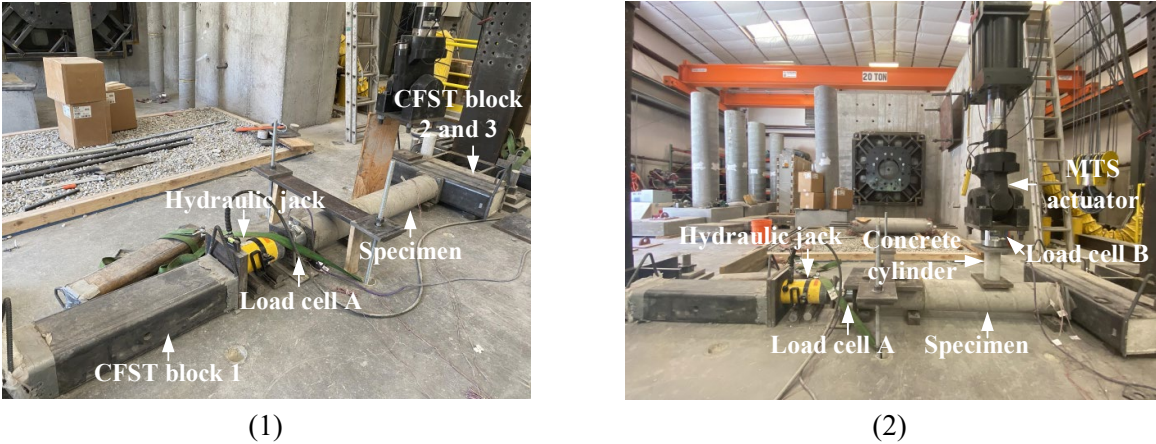 CFST block
2 and 3
Hydraulic jack
Specimen
Load cell A
CFST block 1
(1)
20 TON
MTS
actuator
Hydraulic jack
Concrete
cylinder
Load cell B
Load cell A
Specimen
(2)